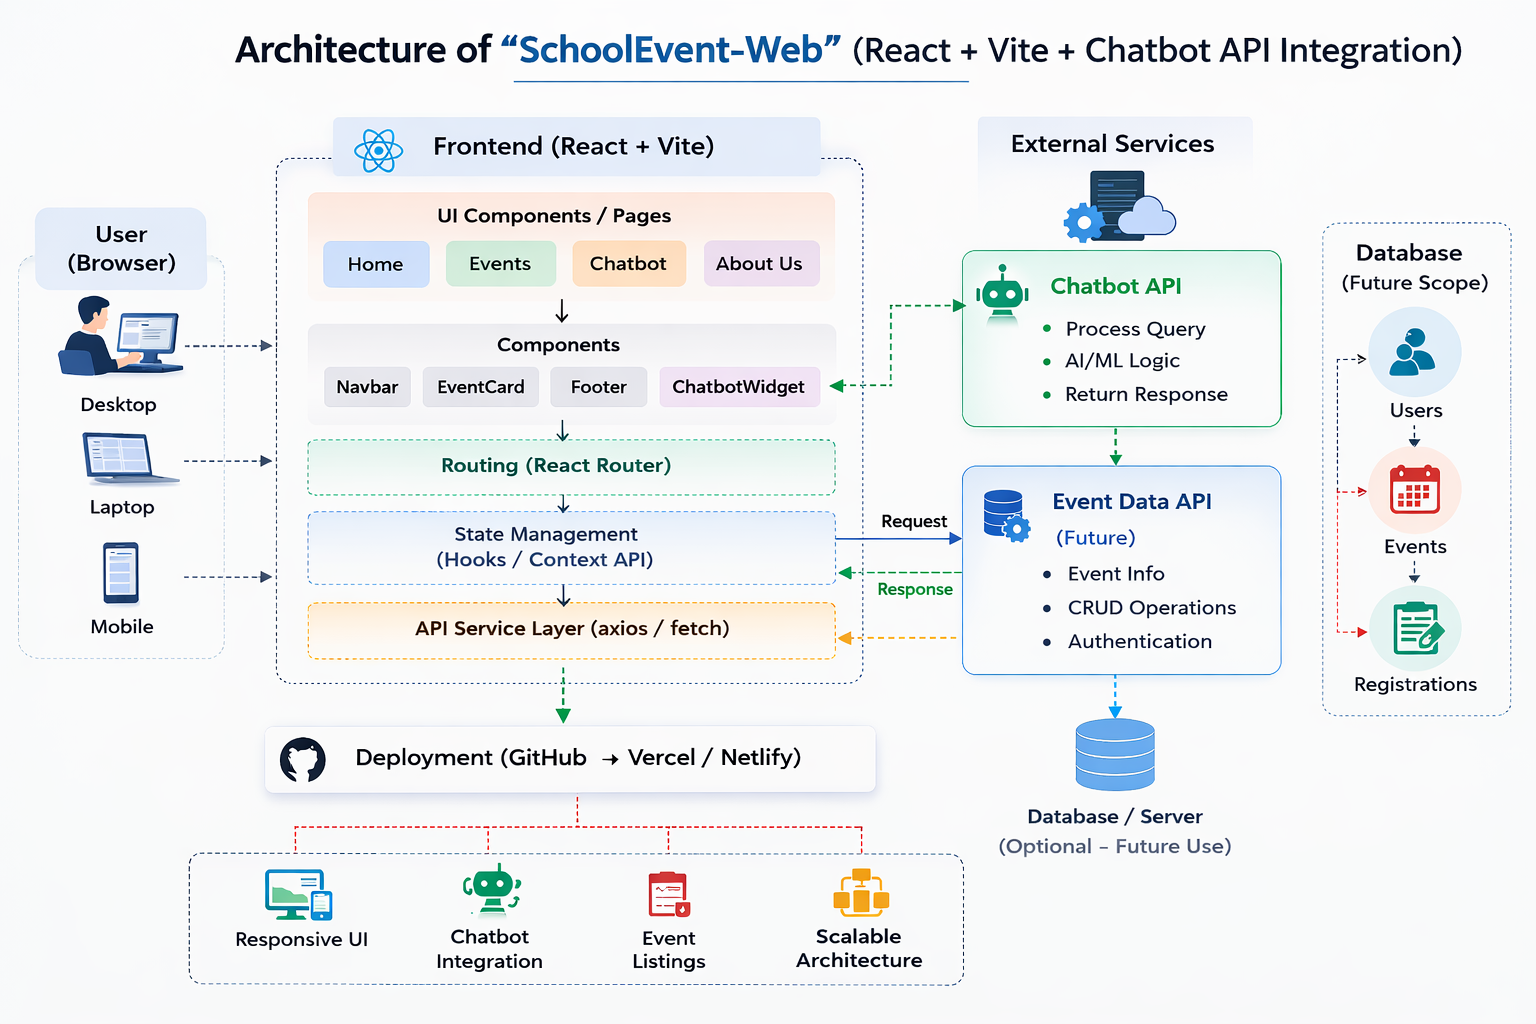 Architecture of “SchoolEvent-Web” (React + Vite + Chatbot API Integration)
User
(Browser)
Desktop
Laptop
Mobile
Frontend (React + Vite)
UI Components / Pages
Home
Events
Chatbot
About Us
Components
Navbar
EventCard
Footer
ChatbotWidget
Routing (React Router)
State Management
(Hooks / Context API)
API Service Layer (axios / fetch)
Request
Response
External Services
Chatbot API
• Process Query
• AI/ML Logic
• Return Response
Event Data API
(Future)
• Event Info
• CRUD Operations
• Authentication
Database / Server
(Optional – Future Use)
Database
(Future Scope)
Users
Events
Registrations
Deployment (GitHub → Vercel / Netlify)
Responsive UI
Chatbot
Integration
Event
Listings
Scalable
Architecture